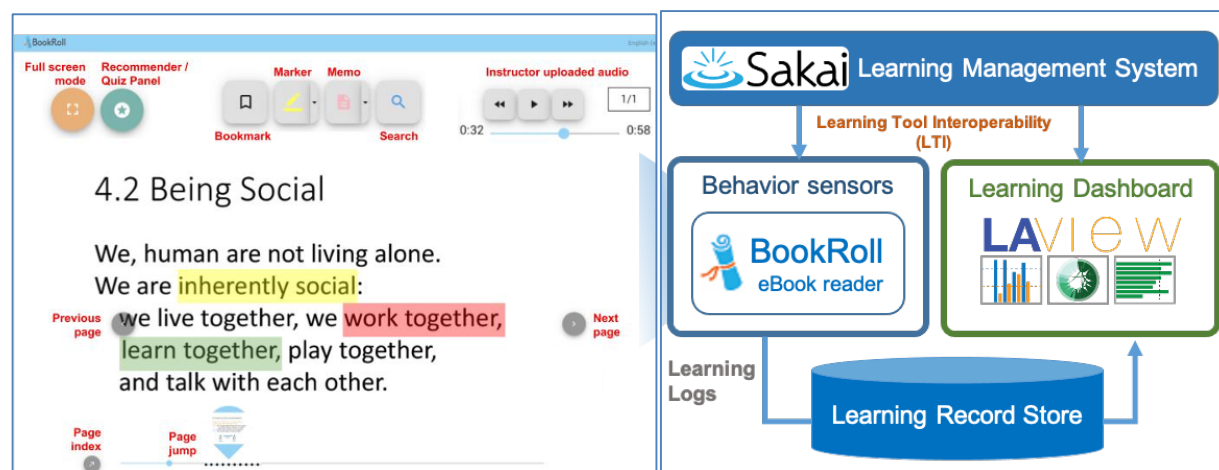 BookRoll
Full screen mode
Recommender / Quiz Panel
Marker
Memo
Instructor uploaded audio
1/1
Bookmark
Search
0:32
0:58
4.2 Being Social
We, human are not living alone.
We are inherently social:
we live together, we work together,
learn together, play together,
and talk with each other.
Previous page
Next page
Page index
Page jump
Sakai Learning Management System
Learning Tool Interoperability
(LTI)
Behavior sensors
BookRoll
eBook reader
Learning Dashboard
LAVIEW
Learning
Logs
Learning Record Store